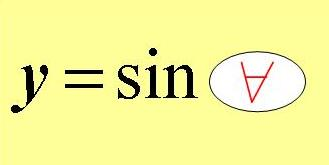 y = sin ∀